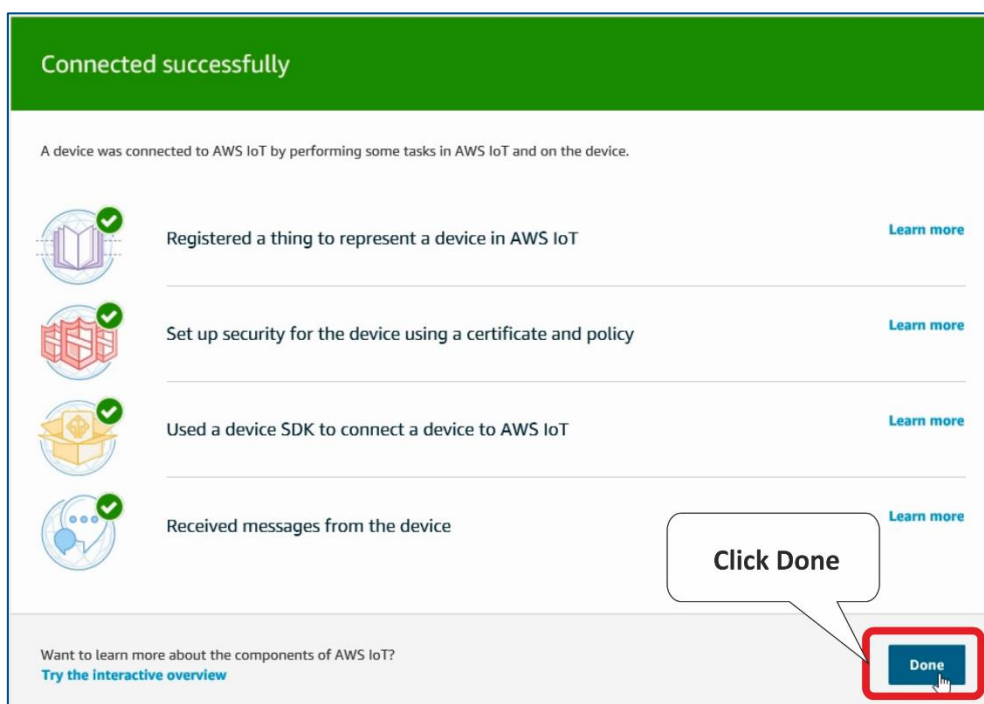 Connected successfully
A device was connected to AWS IoT by performing some tasks in AWS IoT and on the device.
Registered a thing to represent a device in AWS IoT
Learn more
Set up security for the device using a certificate and policy
Learn more
Used a device SDK to connect a device to AWS IoT
Learn more
Received messages from the device
Learn more
Click Done
Want to learn more about the components of AWS IoT?
Try the interactive overview
Done